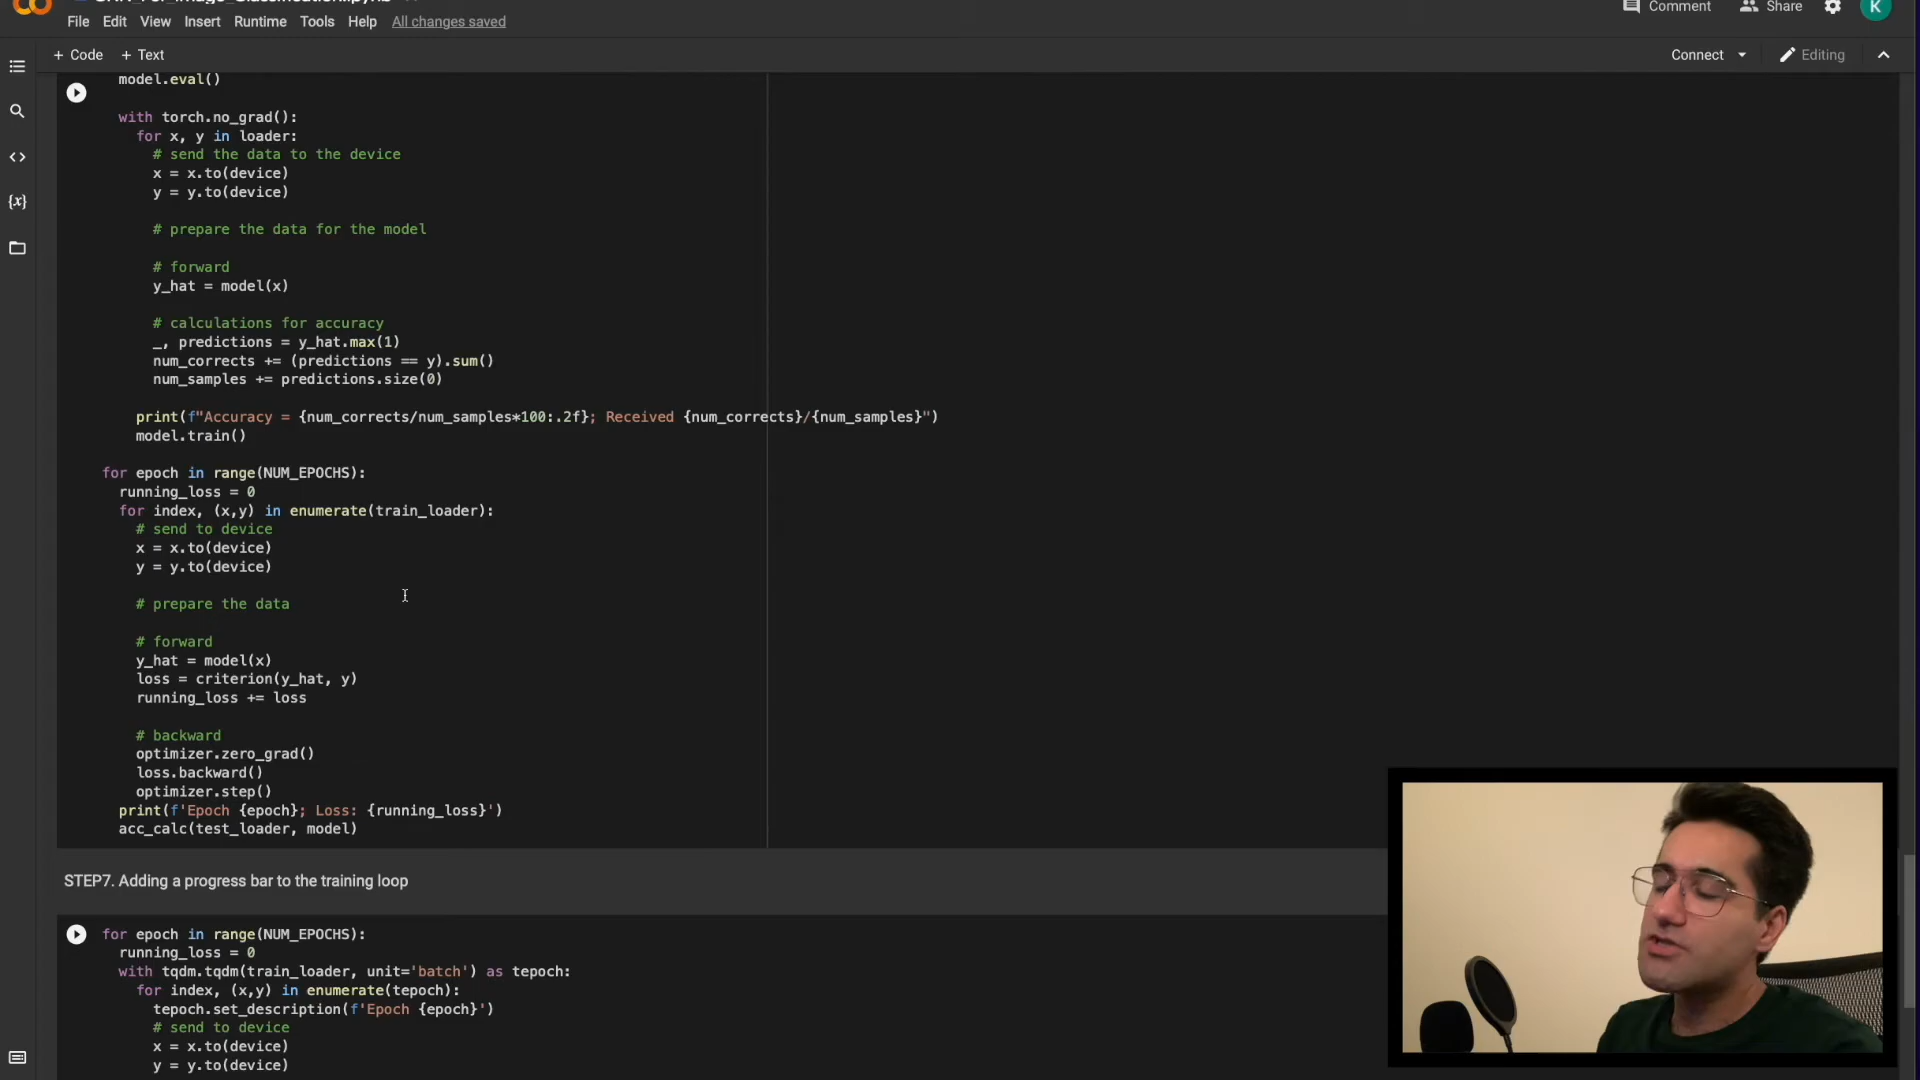 File Edit View Insert Runtime Tools Help All changes saved
Comment Share K
+ Code + Text
Connect Editing
model.eval()
with torch.no_grad():
for x, y in loader:
# send the data to the device
x = x.to(device)
y = y.to(device)
# prepare the data for the model
# forward
y_hat = model(x)
# calculations for accuracy
_, predictions = y_hat.max(1)
num_corrects += (predictions == y).sum()
num_samples += predictions.size(0)
print(f"Accuracy = {num_corrects/num_samples*100:.2f}; Received {num_corrects}/{num_samples}")
model.train()
for epoch in range(NUM_EPOCHS):
running_loss = 0
for index, (x,y) in enumerate(train_loader):
# send to device
x = x.to(device)
y = y.to(device)
# prepare the data
# forward
y_hat = model(x)
loss = criterion(y_hat, y)
running_loss += loss
# backward
optimizer.zero_grad()
loss.backward()
optimizer.step()
print(f'Epoch {epoch}; Loss: {running_loss}')
acc_calc(test_loader, model)
STEP7. Adding a progress bar to the training loop
for epoch in range(NUM_EPOCHS):
running_loss = 0
with tqdm.tqdm(train_loader, unit='batch') as tepoch:
for index, (x,y) in enumerate(tepoch):
tepoch.set_description(f'Epoch {epoch}')
# send to device
x = x.to(device)
y = y.to(device)